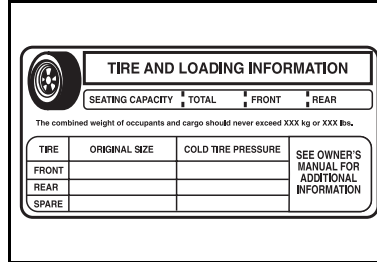 TIRE AND LOADING INFORMATION
SEATING CAPACITY TOTAL FRONT REAR
The combined weight of occupants and cargo should never exceed XXX kg or XXX lbs.
TIRE ORIGINAL SIZE COLD TIRE PRESSURE
FRONT
REAR
SPARE
SEE OWNER'S
MANUAL FOR
ADDITIONAL
INFORMATION